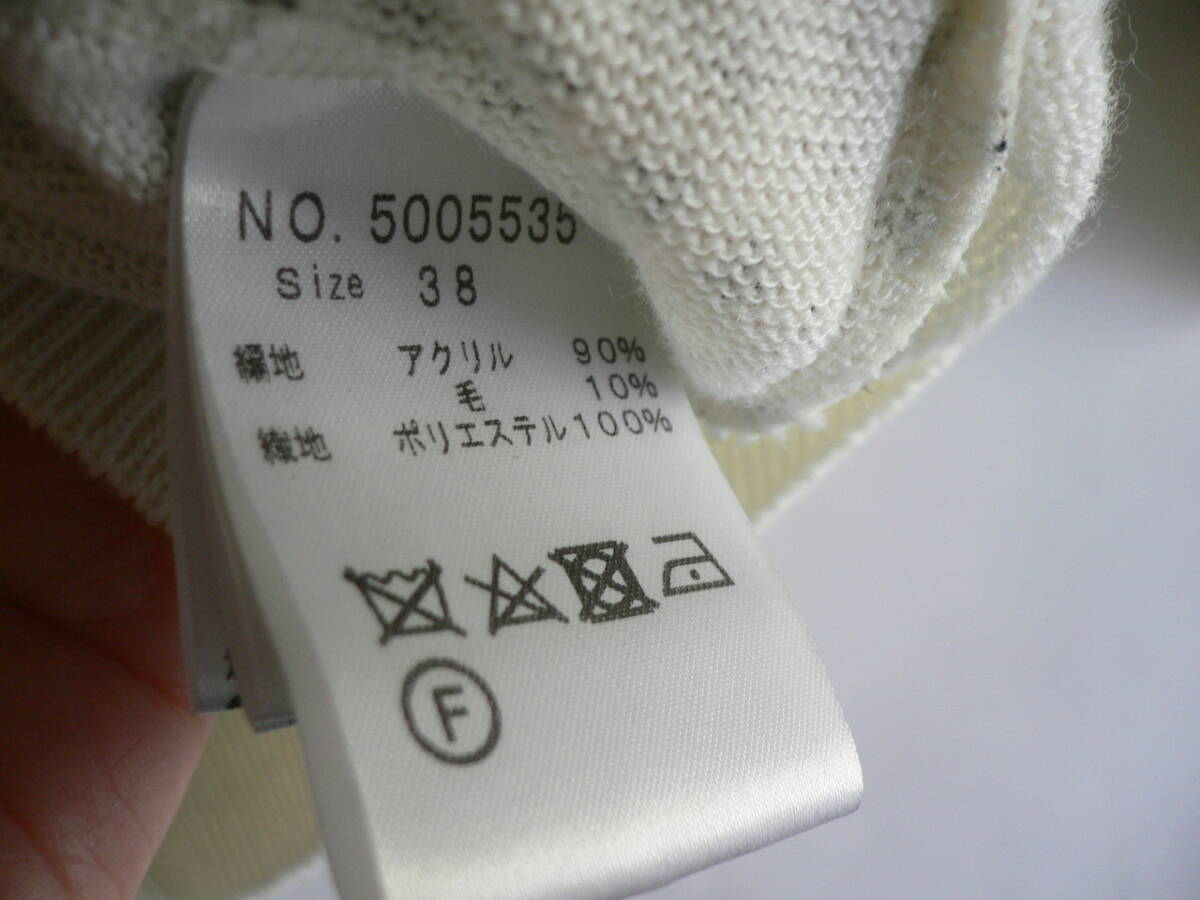 NO. 5005535
Size 38
編地 アクリル 90%
毛 10%
織地 ポリエステル100%
F